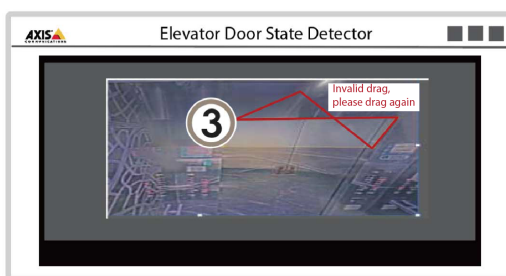 AXIS
COMMUNICATIONS
Elevator Door State Detector
Invalid drag,
please drag again
3